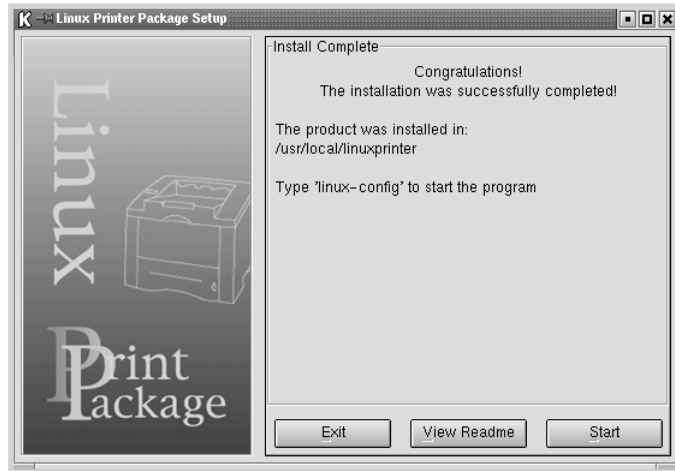 Linux Printer Package Setup
Linux
Print
Package
Install Complete
Congratulations!
The installation was successfully completed!
The product was installed in:
/usr/local/linuxprinter
Type 'linux-config' to start the program
Exit
View Readme
Start